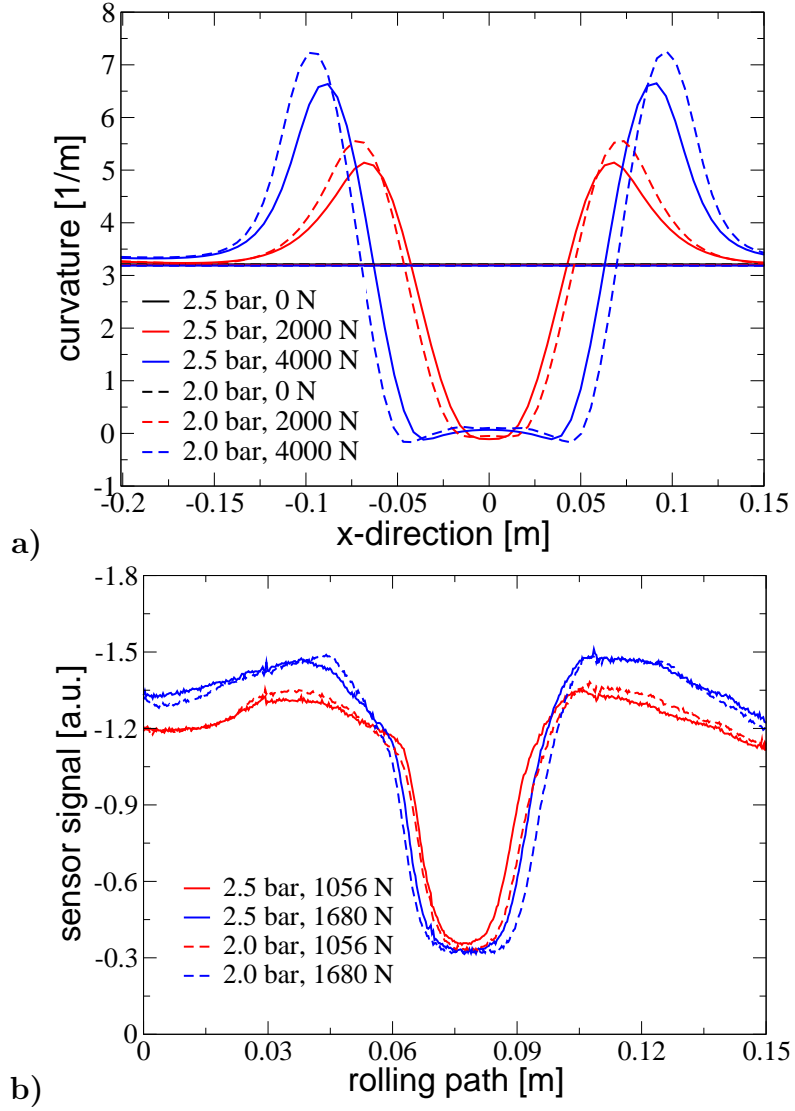 8
7
6
5
4
3
2
1
0
-1
curvature [1/m]
2.5 bar, 0 N
2.5 bar, 2000 N
2.5 bar, 4000 N
2.0 bar, 0 N
2.0 bar, 2000 N
2.0 bar, 4000 N
-0.2 -0.15 -0.1 -0.05 0 0.05 0.1 0.15
x-direction [m]
a)
-1.8
-1.5
-1.2
-0.9
-0.6
-0.3
0
sensor signal [a.u.]
2.5 bar, 1056 N
2.5 bar, 1680 N
2.0 bar, 1056 N
2.0 bar, 1680 N
0 0.03 0.06 0.09 0.12 0.15
rolling path [m]
b)